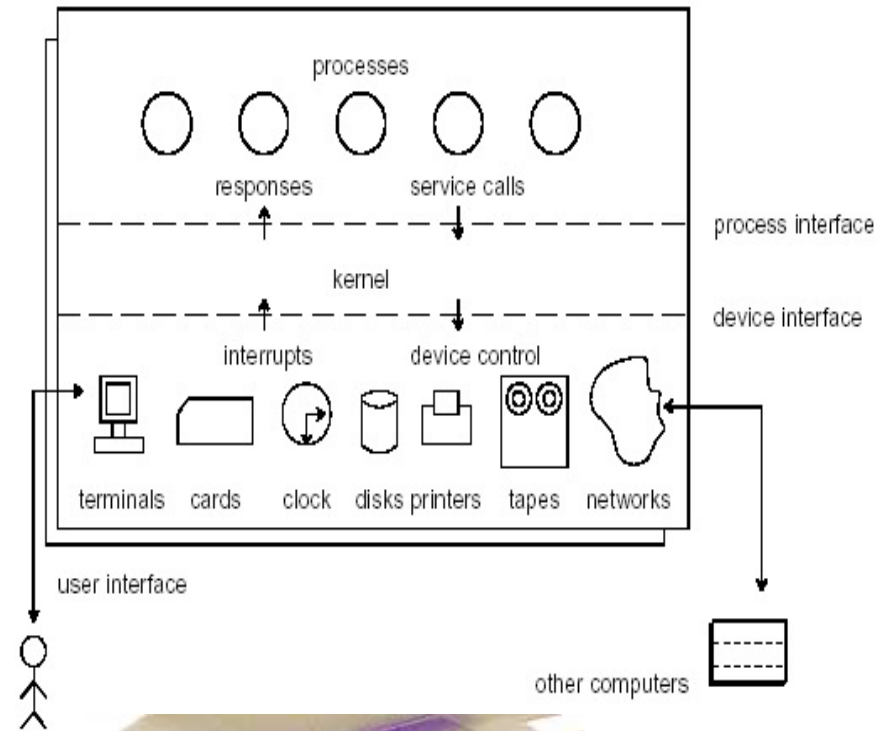 processes
responses service calls
process interface
kernel
device interface
interrupts device control
terminals cards clock disks printers tapes networks
user interface
other computers